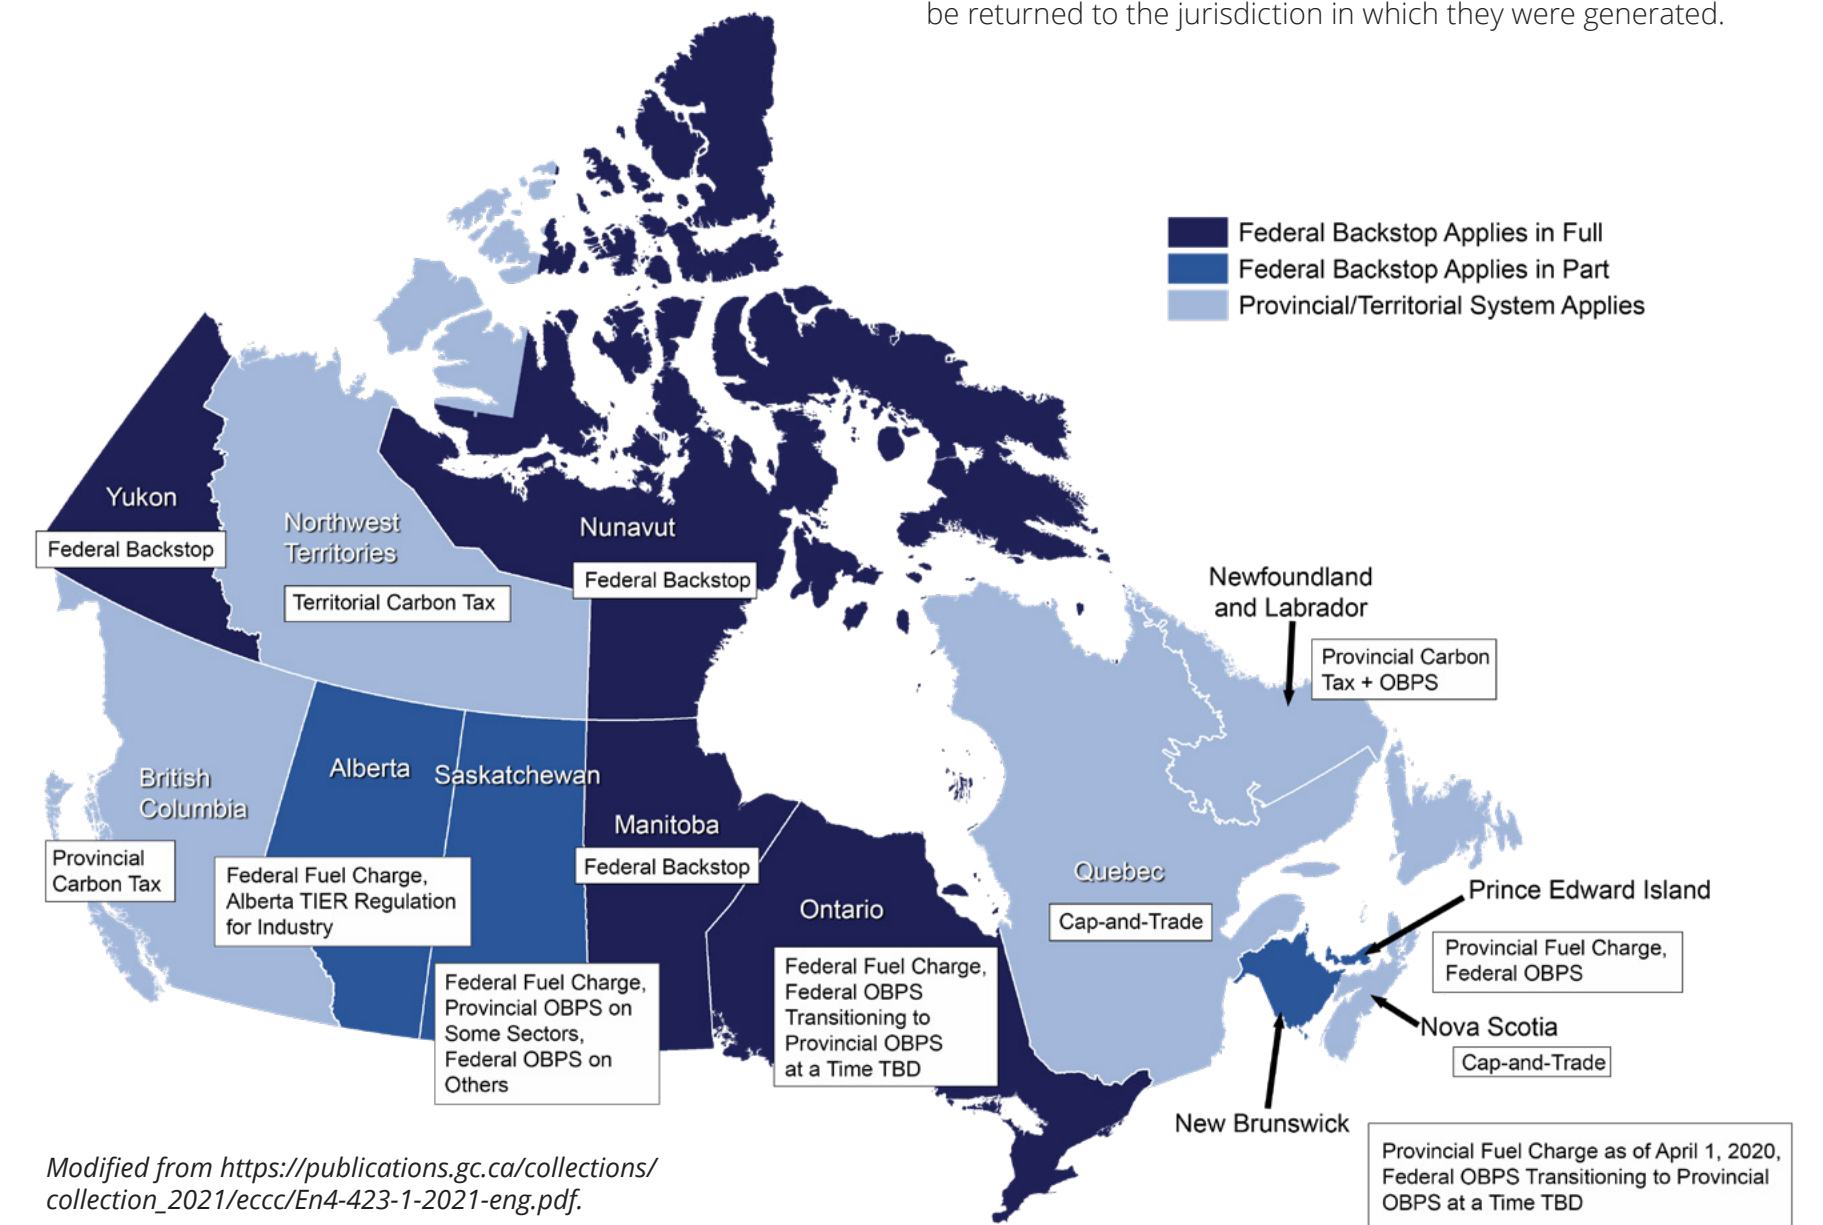 be returned to the jurisdiction in which they were generated.
Federal Backstop Applies in Full
Federal Backstop Applies in Part
Provincial/Territorial System Applies
Yukon
Federal Backstop
Northwest
Territories
Territorial Carbon Tax
Nunavut
Federal Backstop
Newfoundland
and Labrador
Provincial Carbon
Tax + OBPS
British
Columbia
Provincial
Carbon Tax
Alberta
Federal Fuel Charge,
Alberta TIER Regulation
for Industry
Saskatchewan
Federal Fuel Charge,
Provincial OBPS on
Some Sectors,
Federal OBPS on
Others
Manitoba
Federal Backstop
Ontario
Federal Fuel Charge,
Federal OBPS
Transitioning to
Provincial OBPS
at a Time TBD
Quebec
Cap-and-Trade
Prince Edward Island
Provincial Fuel Charge,
Federal OBPS
Nova Scotia
Cap-and-Trade
New Brunswick
Provincial Fuel Charge as of April 1, 2020,
Federal OBPS Transitioning to Provincial
OBPS at a Time TBD
Modified from https://publications.gc.ca/collections/
collection_2021/eccc/En4-423-1-2021-eng.pdf.